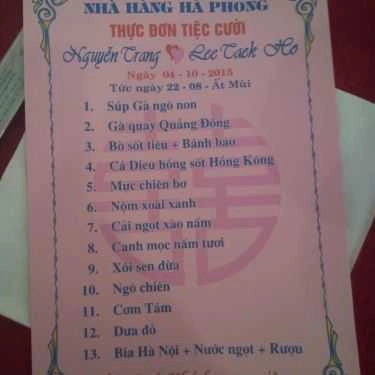 NHÀ HÀNG HÀ PHONG
THỰC ĐƠN TIỆC CƯỚI
Nguyễn Trang Lee Taek Ho
Ngày 04 - 10 - 2015
Tức ngày 22 - 08 - Ất Mùi
1. Súp Gà ngô non
2. Gà quay Quảng Đông
3. Bò sốt tiêu + Bánh bao
4. Cá Diêu hồng sốt Hồng Kông
5. Mực chiên bơ
6. Nộm xoài xanh
7. Cải ngọt xào nấm
8. Canh mọc nấm tươi
9. Xôi sen dừa
10. Ngô chiên
11. Cơm Tám
12. Dưa đỏ
13. Bia Hà Nội + Nước ngọt + Rượu